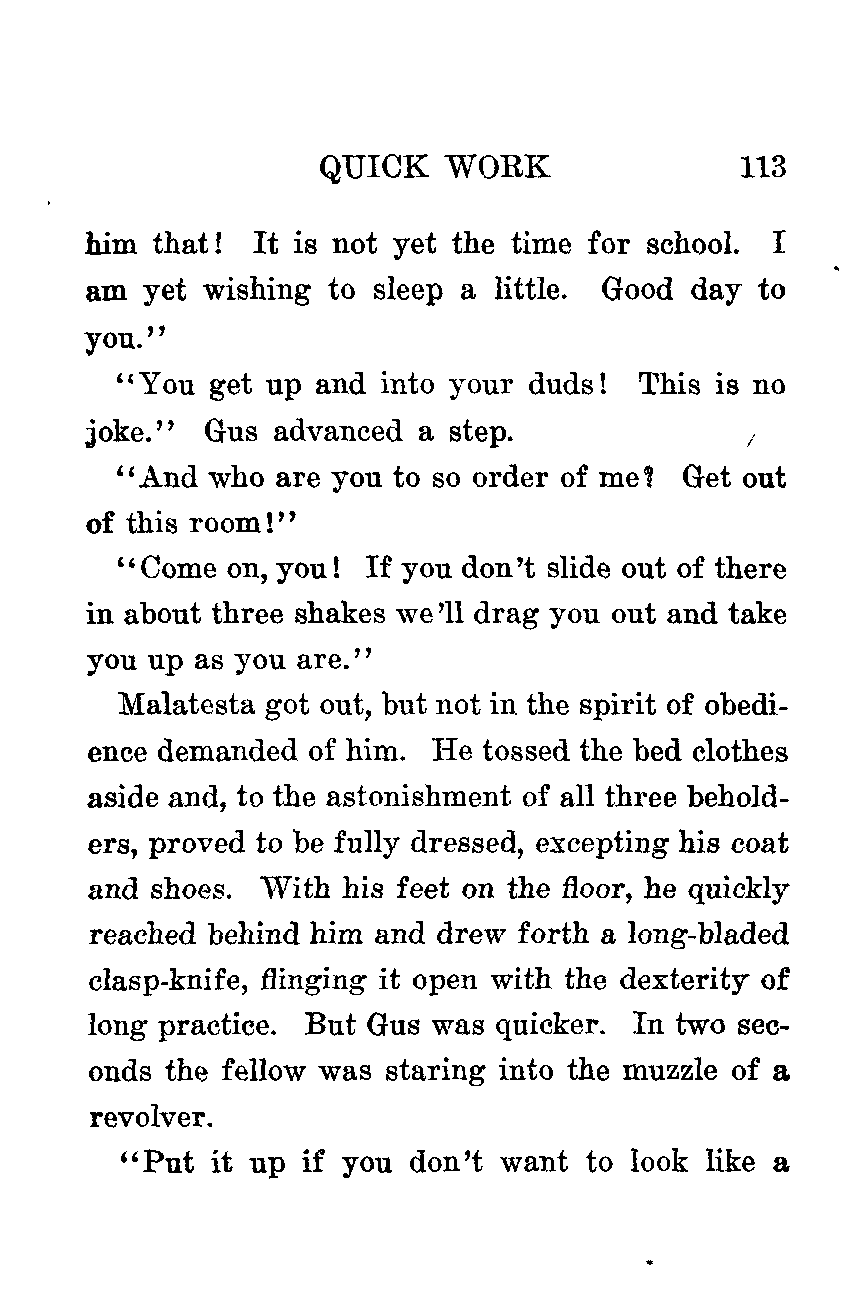 QUICK WORK 113
him that! It is not yet the time for school. I
am yet wishing to sleep a little. Good day to
you.''
''You get up and into your duds! This is no
joke.'' Gus advanced a step.
''And who are you to so order of me? Get out
of this room!''
''Come on, you! If you don't slide out of there
in about three shakes we'll drag you out and take
you up as you are.''
Malatesta got out, but not in the spirit of obedi-
ence demanded of him. He tossed the bed clothes
aside and, to the astonishment of all three behold-
ers, proved to be fully dressed, excepting his coat
and shoes. With his feet on the floor, he quickly
reached behind him and drew forth a long-bladed
clasp-knife, flinging it open with the dexterity of
long practice. But Gus was quicker. In two sec-
onds the fellow was staring into the muzzle of a
revolver.
''Put it up if you don't want to look like a